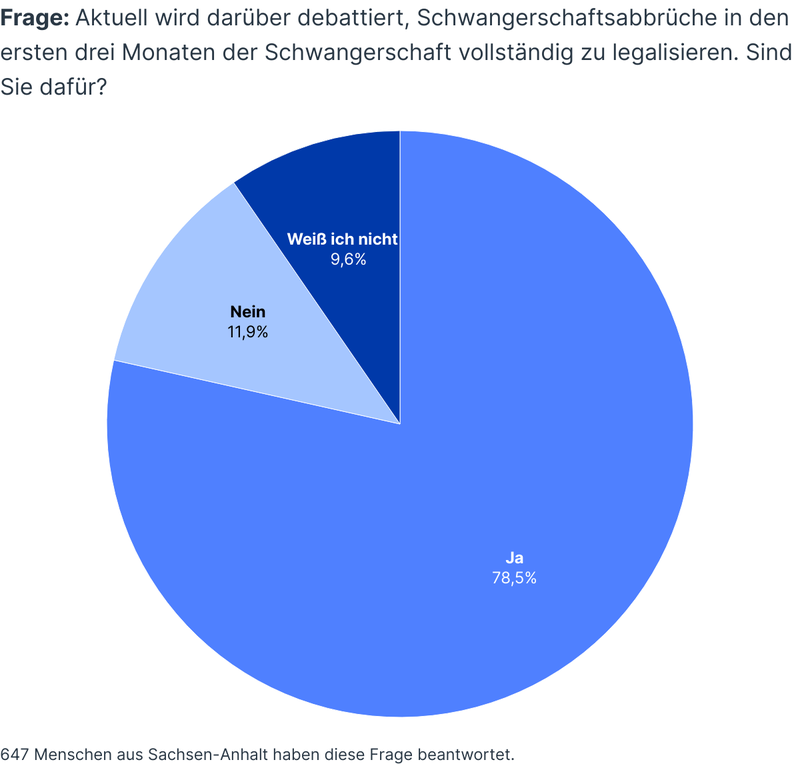 Frage: Aktuell wird darüber debattiert, Schwangerschaftsabbrüche in den
ersten drei Monaten der Schwangerschaft vollständig zu legalisieren. Sind
Sie dafür?
Weiß ich nicht
9,6%
Nein
11,9%
Ja
78,5%
647 Menschen aus Sachsen-Anhalt haben diese Frage beantwortet.